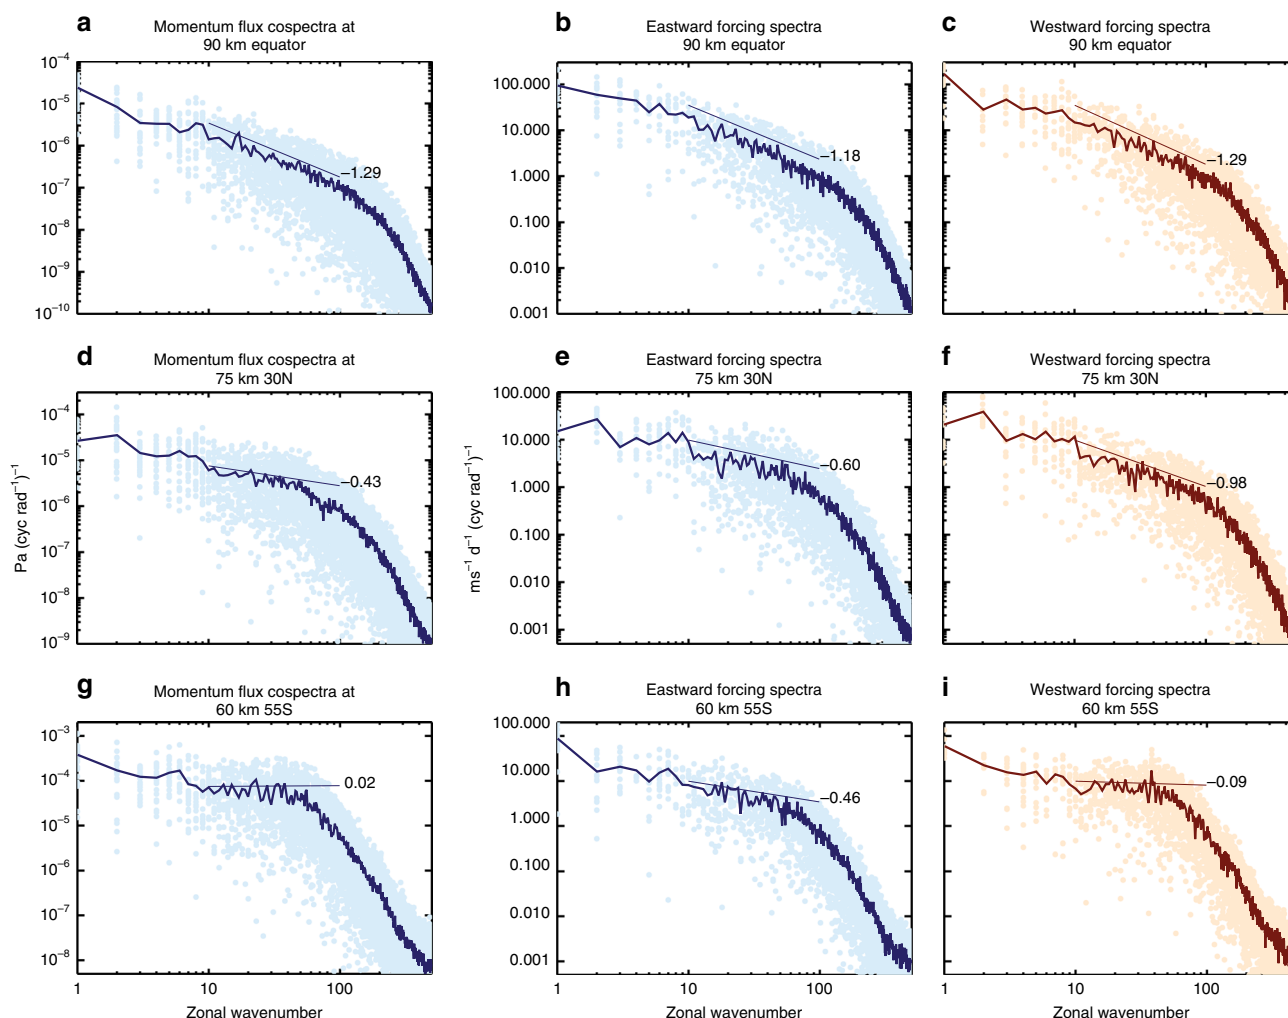 a
Momentum flux cospectra at
90 km equator
b
Eastward forcing spectra
90 km equator
c
Westward forcing spectra
90 km equator
10⁻⁴
10⁻⁵
10⁻⁶
10⁻⁷
10⁻⁸
10⁻⁹
10⁻¹⁰
−1.29
100.000
10.000
1.000
0.100
0.010
0.001
−1.18
−1.29
d
Momentum flux cospectra at
75 km 30N
e
Eastward forcing spectra
75 km 30N
f
Westward forcing spectra
75 km 30N
Pa (cyc rad⁻¹)⁻¹
10⁻⁴
10⁻⁵
10⁻⁶
10⁻⁷
10⁻⁸
10⁻⁹
−0.43
ms⁻¹ d⁻¹ (cyc rad⁻¹)⁻¹
100.000
10.000
1.000
0.100
0.010
0.001
−0.60
−0.98
g
Momentum flux cospectra at
60 km 55S
h
Eastward forcing spectra
60 km 55S
i
Westward forcing spectra
60 km 55S
10⁻³
10⁻⁴
10⁻⁵
10⁻⁶
10⁻⁷
10⁻⁸
0.02
100.000
10.000
1.000
0.100
0.010
0.001
−0.46
−0.09
1 10 100
1 10 100
1 10 100
Zonal wavenumber
Zonal wavenumber
Zonal wavenumber